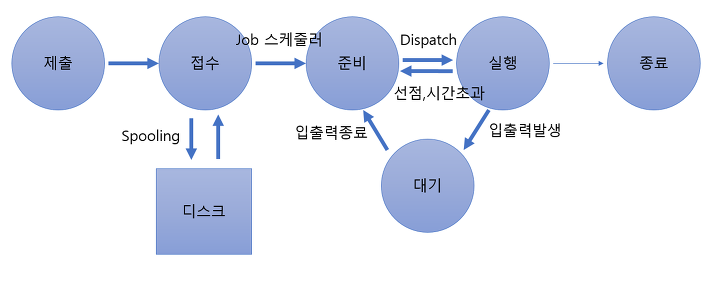 Job 스케줄러
Dispatch
제출
접수
준비
실행
종료
선점,시간초과
Spooling
입출력종료
입출력발생
대기
디스크